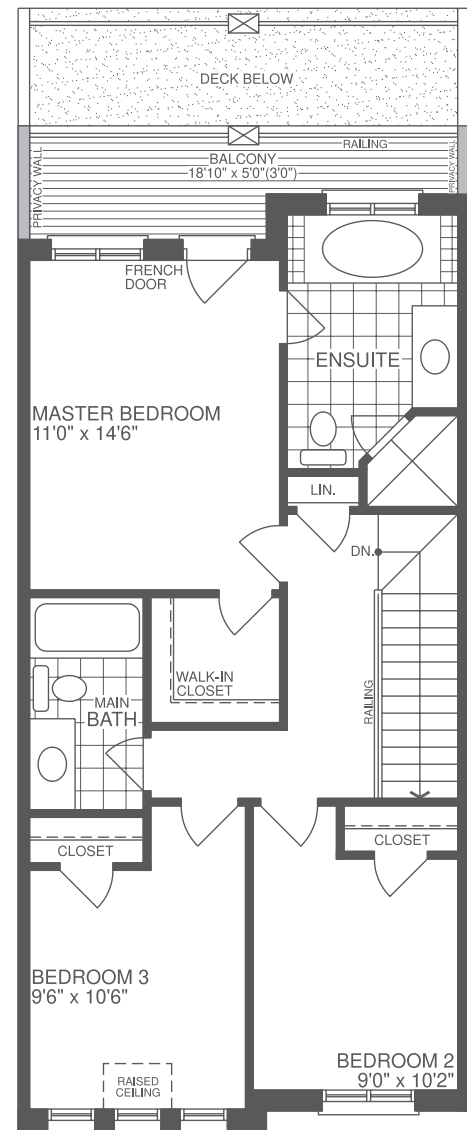 DECK BELOW
RAILING
PRIVACY WALL
BALCONY
18'10" x 5'0"(3'0")
PRIVACY WALL
FRENCH
DOOR
ENSUITE
MASTER BEDROOM
11'0" x 14'6"
LIN.
DN.
WALK-IN
CLOSET
RAILING
MAIN
BATH
CLOSET
CLOSET
BEDROOM 3
9'6" x 10'6"
BEDROOM 2
9'0" x 10'2"
RAISED
CEILING